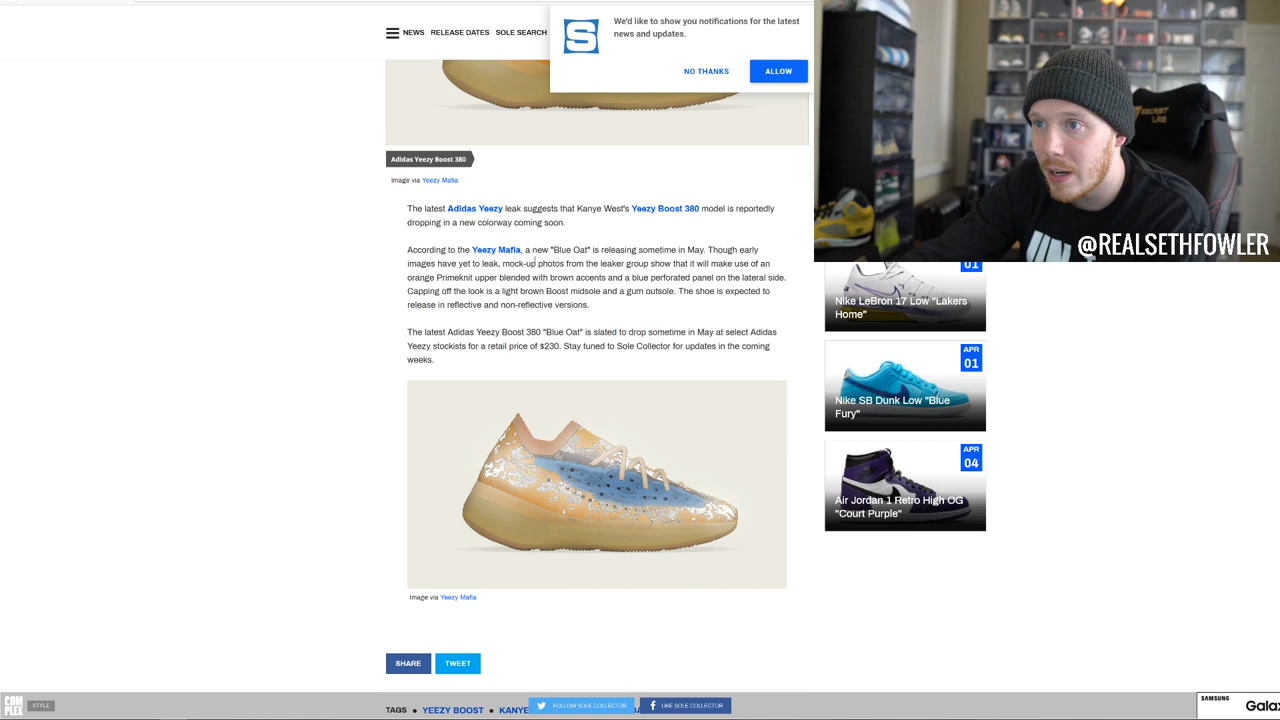 NEWS RELEASE DATES SOLE SEARCH
We'd like to show you notifications for the latest
news and updates.
NO THANKS
ALLOW
Adidas Yeezy Boost 380
Image via Yeezy Mafia
The latest Adidas Yeezy leak suggests that Kanye West's Yeezy Boost 380 model is reportedly
dropping in a new colorway coming soon.
According to the Yeezy Mafia, a new "Blue Oat" is releasing sometime in May. Though early
images have yet to leak, mock-up photos from the leaker group show that it will make use of an
orange Primeknit upper blended with brown accents and a blue perforated panel on the lateral side.
Capping off the look is a light brown Boost midsole and a gum outsole. The shoe is expected to
release in reflective and non-reflective versions.
The latest Adidas Yeezy Boost 380 "Blue Oat" is slated to drop sometime in May at select Adidas
Yeezy stockists for a retail price of $230. Stay tuned to Sole Collector for updates in the coming
weeks.
Image via Yeezy Mafia
SHARE
TWEET
TAGS • YEEZY BOOST • KANYE
FOLLOW SOLE COLLECTOR
LIKE SOLE COLLECTOR
COM
PLEX
STYLE
SECRET
LAB
@REALSETHFOWLER
01
Nike LeBron 17 Low "Lakers
Home"
APR
01
Nike SB Dunk Low "Blue
Fury"
APR
04
Air Jordan 1 Retro High OG
"Court Purple"
SAMSUNG
Gala